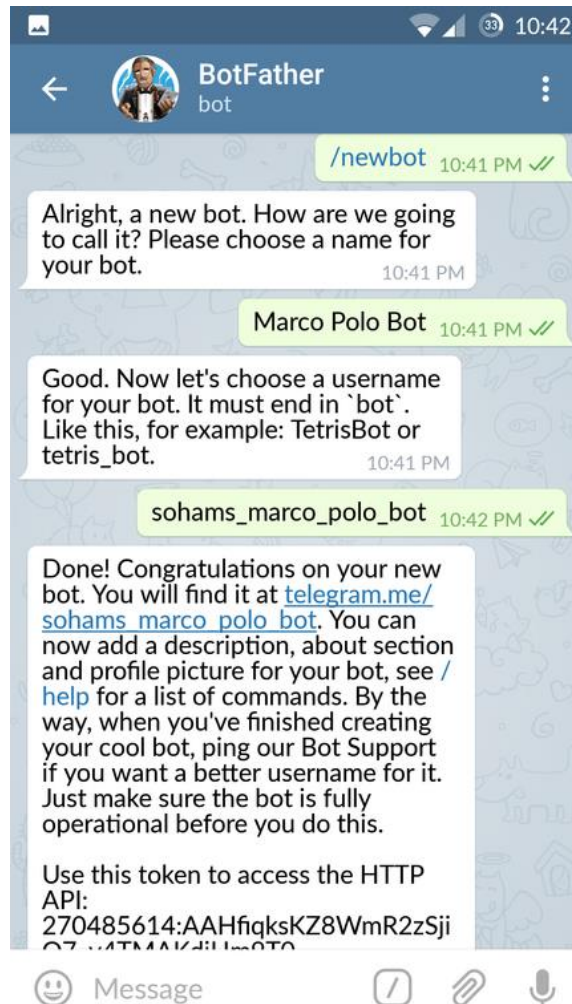 33 10:42
BotFather
bot
/newbot 10:41 PM
Alright, a new bot. How are we going
to call it? Please choose a name for
your bot. 10:41 PM
Marco Polo Bot 10:41 PM
Good. Now let's choose a username
for your bot. It must end in `bot`.
Like this, for example: TetrisBot or
tetris_bot. 10:41 PM
sohams_marco_polo_bot 10:42 PM
Done! Congratulations on your new
bot. You will find it at telegram.me/
sohams_marco_polo_bot. You can
now add a description, about section
and profile picture for your bot, see /
help for a list of commands. By the
way, when you've finished creating
your cool bot, ping our Bot Support
if you want a better username for it.
Just make sure the bot is fully
operational before you do this.
Use this token to access the HTTP
API:
270485614:AAHfiqksKZ8WmR2zSji
Message